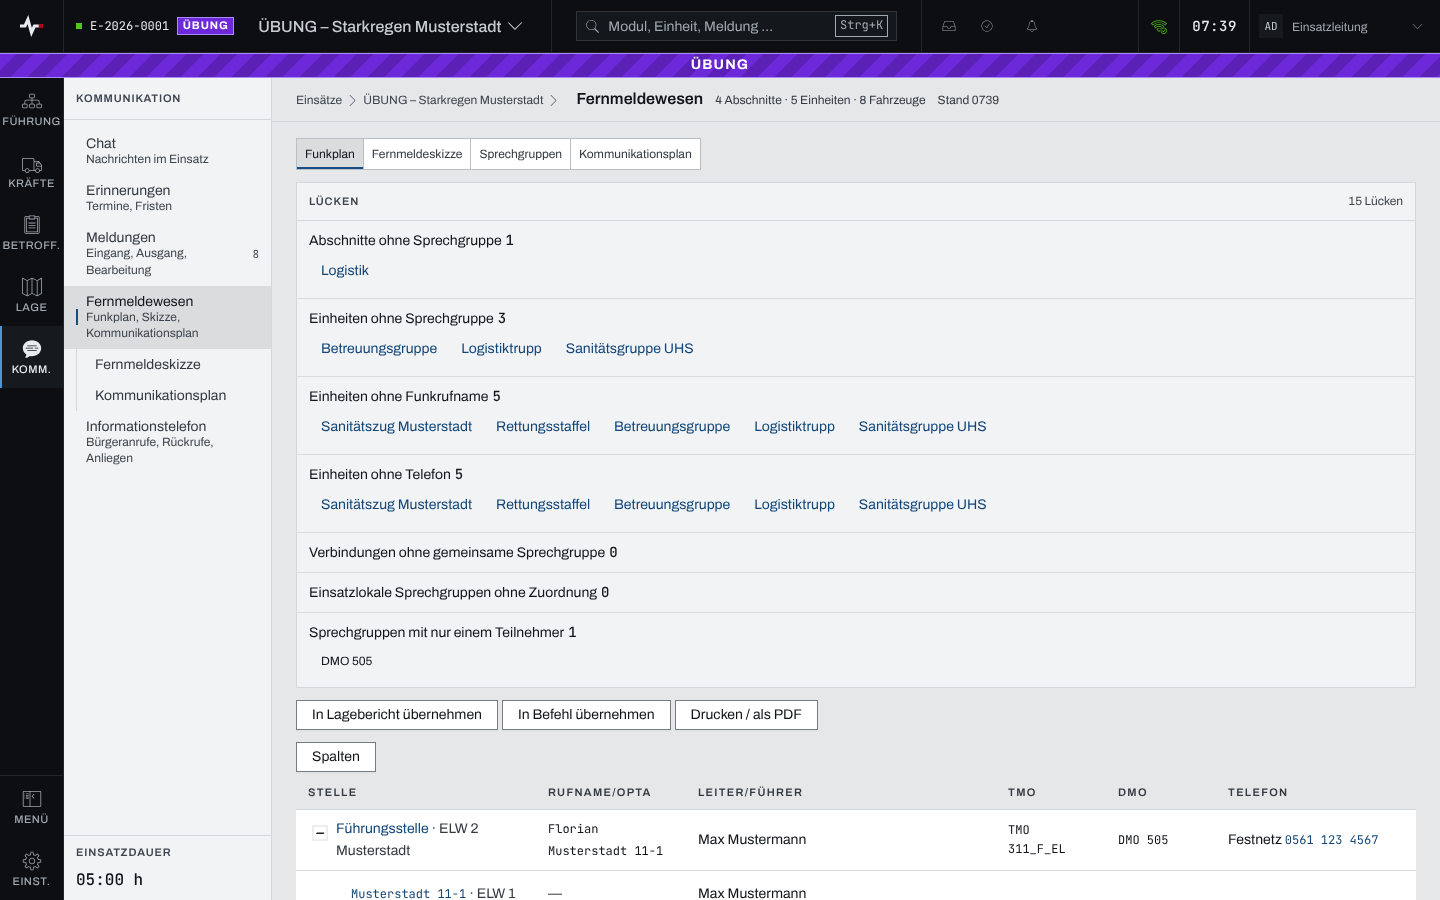 E-2026-0001 ÜBUNG ÜBUNG – Starkregen Musterstadt Modul, Einheit, Meldung ... Strg+K 07:39 AD Einsatzleitung
ÜBUNG
FÜHRUNG
KRÄFTE
BETROFF.
LAGE
KOMM.
MENÜ
EINST.
KOMMUNIKATION
Chat
Nachrichten im Einsatz
Erinnerungen
Termine, Fristen
Meldungen
Eingang, Ausgang,
Bearbeitung
8
Fernmeldewesen
Funkplan, Skizze,
Kommunikationsplan
Fernmeldeskizze
Kommunikationsplan
Informationstelefon
Bürgeranrufe, Rückrufe,
Anliegen
EINSATZDAUER
05:00 h
Einsätze ÜBUNG – Starkregen Musterstadt Fernmeldewesen 4 Abschnitte · 5 Einheiten · 8 Fahrzeuge Stand 0739
Funkplan Fernmeldeskizze Sprechgruppen Kommunikationsplan
LÜCKEN 15 Lücken
Abschnitte ohne Sprechgruppe 1
Logistik
Einheiten ohne Sprechgruppe 3
Betreuungsgruppe Logistiktrupp Sanitätsgruppe UHS
Einheiten ohne Funkrufname 5
Sanitätszug Musterstadt Rettungsstaffel Betreuungsgruppe Logistiktrupp Sanitätsgruppe UHS
Einheiten ohne Telefon 5
Sanitätszug Musterstadt Rettungsstaffel Betreuungsgruppe Logistiktrupp Sanitätsgruppe UHS
Verbindungen ohne gemeinsame Sprechgruppe 0
Einsatzlokale Sprechgruppen ohne Zuordnung 0
Sprechgruppen mit nur einem Teilnehmer 1
DMO 505
In Lagebericht übernehmen In Befehl übernehmen Drucken / als PDF
Spalten
STELLE RUFNAME/OPTA LEITER/FÜHRER TMO DMO TELEFON
Führungsstelle · ELW 2
Musterstadt
Florian
Musterstadt 11-1
Max Mustermann
TMO
311_F_EL
DMO 505
Festnetz 0561 123 4567
Musterstadt 11-1 · ELW 1 — Max Mustermann